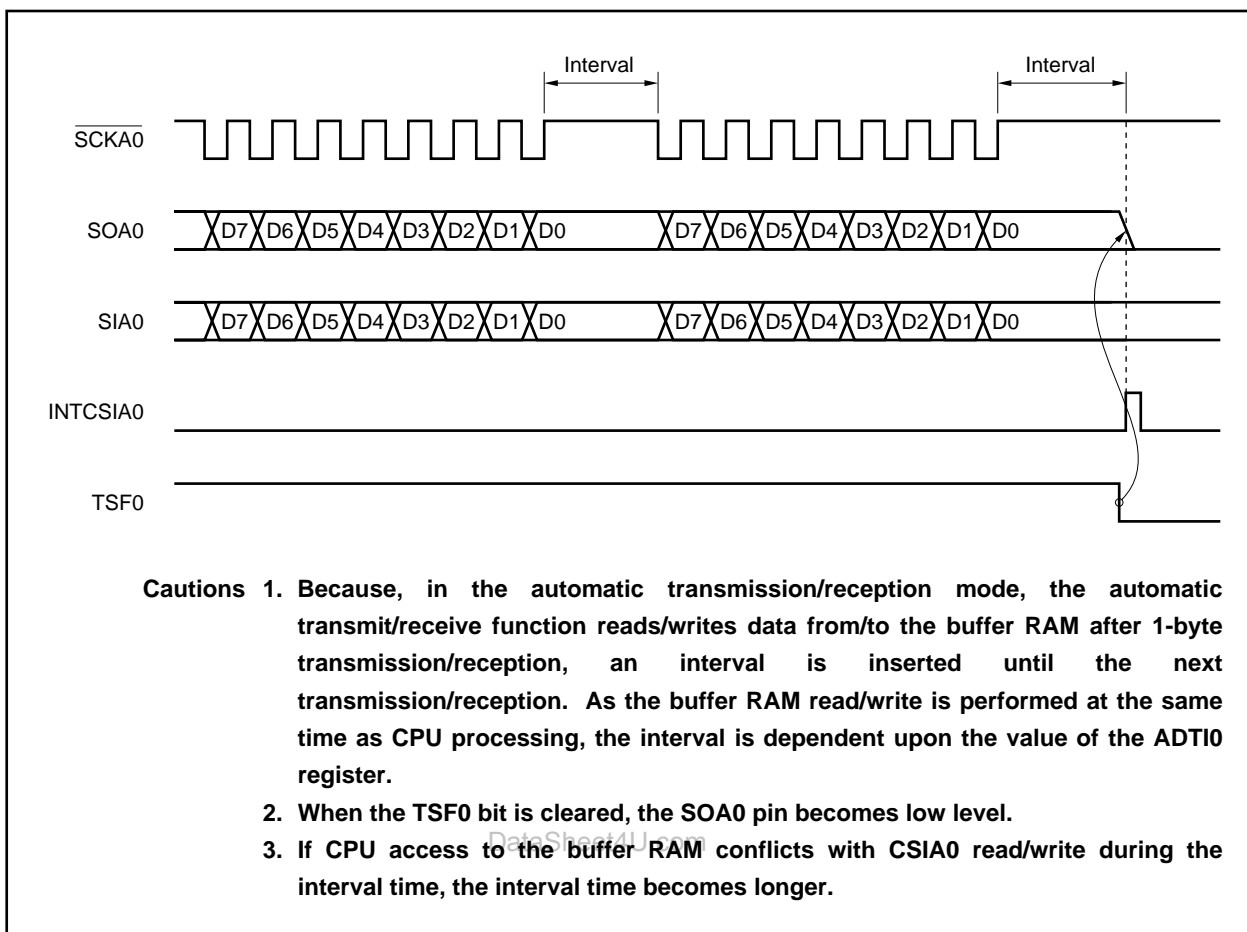 Interval Interval
SCKA0
SOA0 D7 D6 D5 D4 D3 D2 D1 D0 D7 D6 D5 D4 D3 D2 D1 D0
SIA0 D7 D6 D5 D4 D3 D2 D1 D0 D7 D6 D5 D4 D3 D2 D1 D0
INTCSIA0
TSF0
Cautions 1. Because, in the automatic transmission/reception mode, the automatic
transmit/receive function reads/writes data from/to the buffer RAM after 1-byte
transmission/reception, an interval is inserted until the next
transmission/reception. As the buffer RAM read/write is performed at the same
time as CPU processing, the interval is dependent upon the value of the ADTI0
register.
2. When the TSF0 bit is cleared, the SOA0 pin becomes low level.
DataSheet4U.com
3. If CPU access to the buffer RAM conflicts with CSIA0 read/write during the
interval time, the interval time becomes longer.